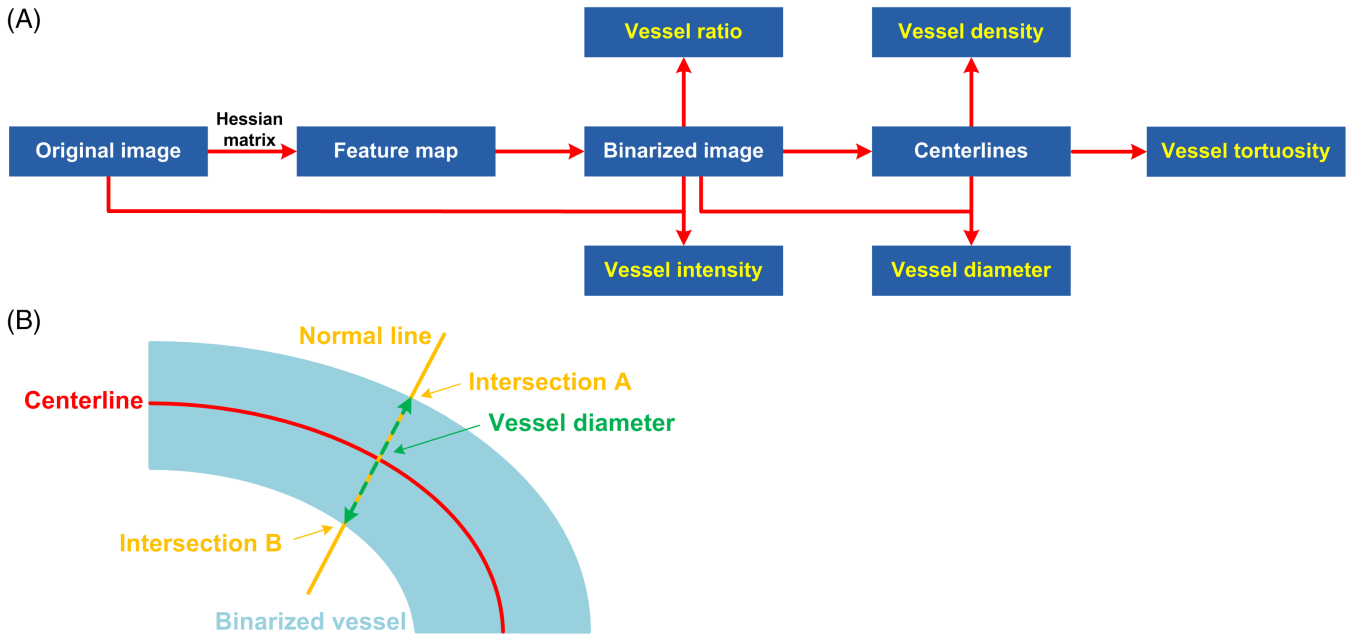 (A)
Vessel ratio
Vessel density
Hessian
matrix
Original image
Feature map
Binarized image
Centerlines
Vessel tortuosity
Vessel intensity
Vessel diameter
(B)
Normal line
Intersection A
Centerline
Vessel diameter
Intersection B
Binarized vessel